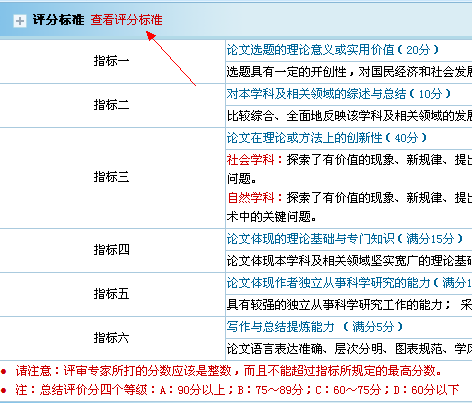 评分标准 查看评分标准
指标一
论文选题的理论意义或实用价值（20分）
选题具有一定的开创性，对国民经济和社会发展
指标二
对本学科及相关领域的综述与总结（10分）
比较综合、全面地反映该学科及相关领域的发展
指标三
论文在理论或方法上的创新性（40分）
社会学科：探索了有价值的现象、新规律、提出
问题。
自然学科：探索了有价值的现象、新规律、提出
术中的关键问题。
指标四
论文体现的理论基础与专门知识（满分15分）
论文体现本学科及相关领域坚实宽广的理论基础
指标五
论文体现作者独立从事科学研究的能力（满分1
具有较强的独立从事科学研究工作的能力； 采
指标六
写作与总结提炼能力 （满分5分）
论文语言表达准确、层次分明、图表规范、学风
● 请注意：评审专家所打的分数应该是整数，而且不能超过指标所规定的最高分数。
● 注：总结评价分四个等级：A：90分以上；B：75～89分；C：60～75分；D：60分以下